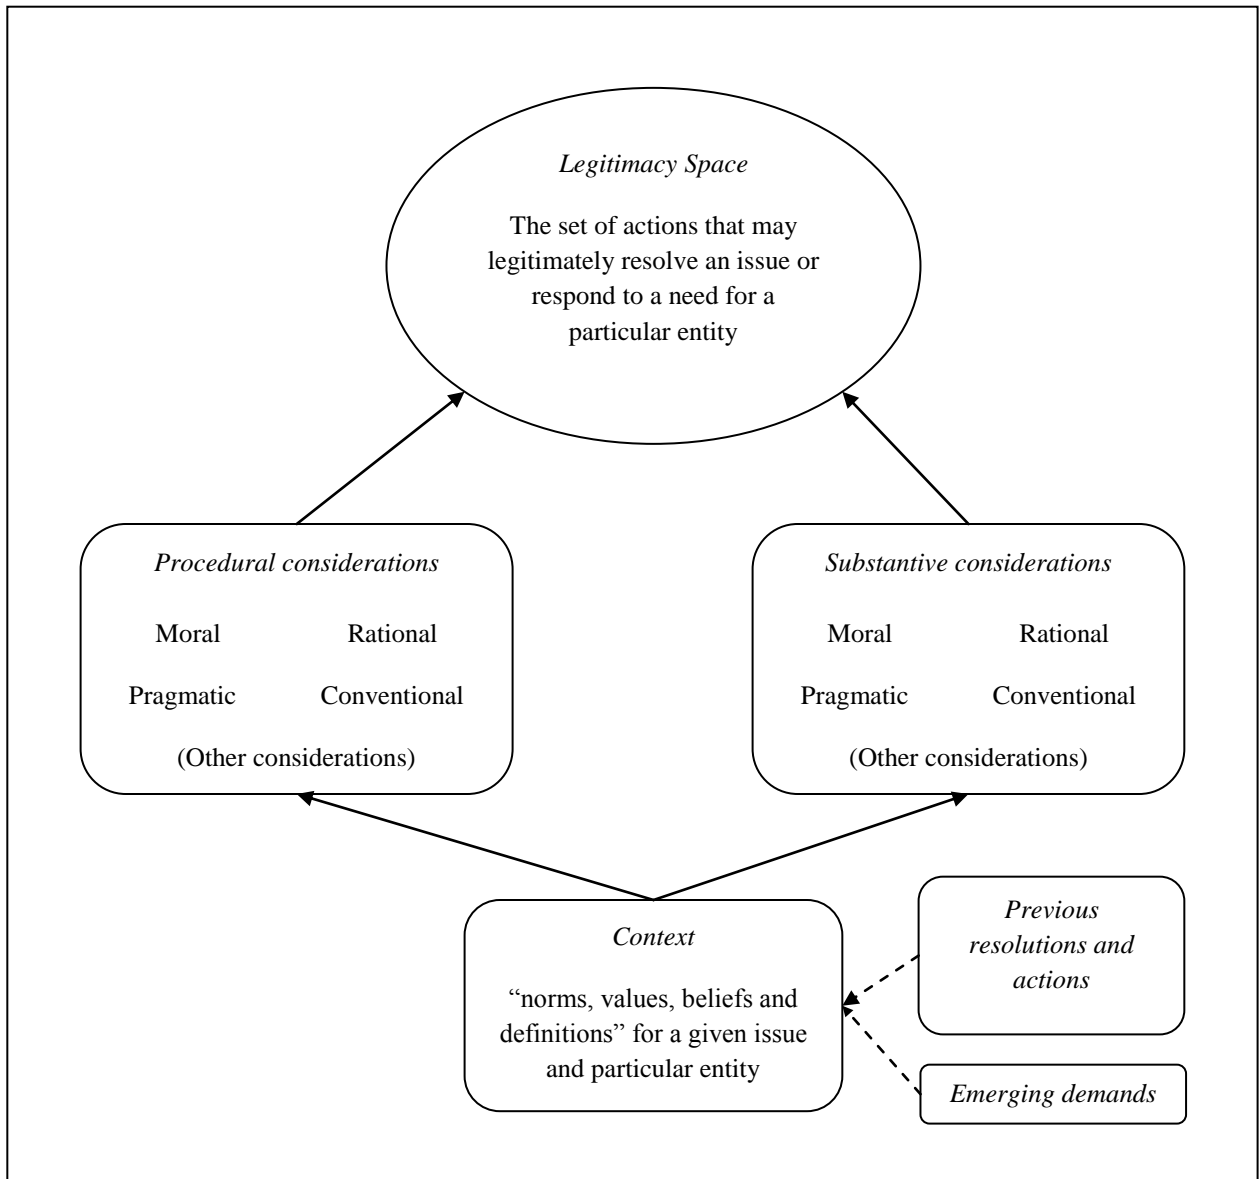 Legitimacy Space
The set of actions that may
legitimately resolve an issue or
respond to a need for a
particular entity
Procedural considerations
Moral Rational
Pragmatic Conventional
(Other considerations)
Substantive considerations
Moral Rational
Pragmatic Conventional
(Other considerations)
Context
“norms, values, beliefs and
definitions” for a given issue
and particular entity
Previous
resolutions and
actions
Emerging demands